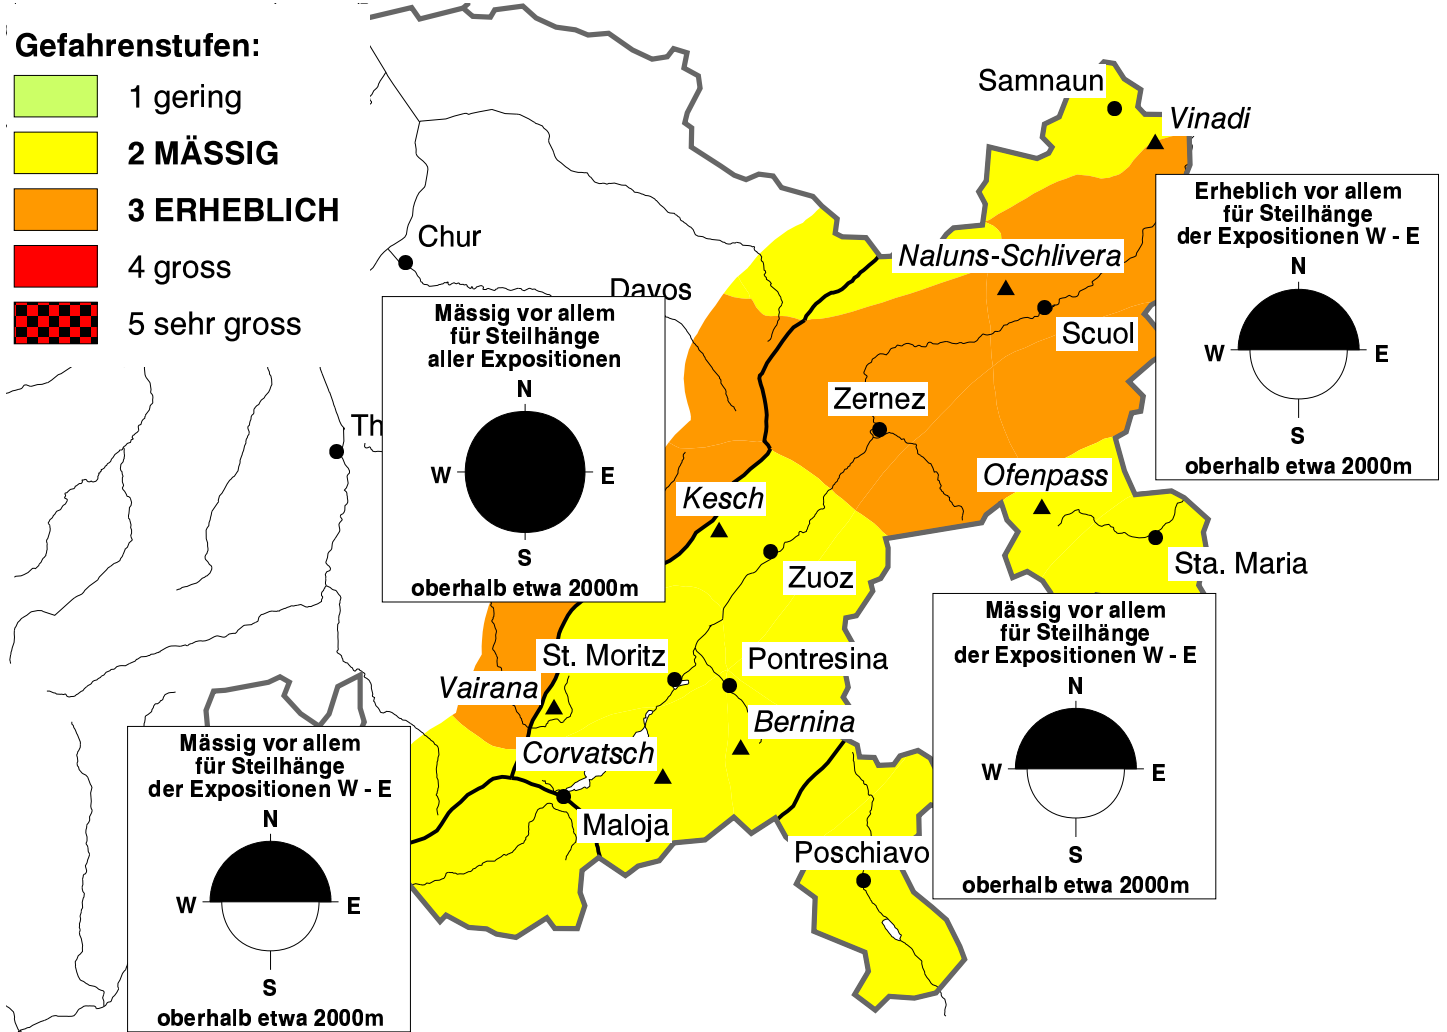 Gefahrenstufen:
1 gering
2 MÄSSIG
3 ERHEBLICH
4 gross
5 sehr gross
Samnaun
Vinadi
Chur
Davos
Naluns-Schlivera
Scuol
Zernez
Ofenpass
Th
Kesch
Zuoz
Sta. Maria
St. Moritz
Pontresina
Vairana
Bernina
Corvatsch
Maloja
Poschiavo
Erheblich vor allem
für Steilhänge
der Expositionen W - E
N
W
E
S
oberhalb etwa 2000m
Mässig vor allem
für Steilhänge
aller Expositionen
N
W
E
S
oberhalb etwa 2000m
Mässig vor allem
für Steilhänge
der Expositionen W - E
N
W
E
S
oberhalb etwa 2000m
Mässig vor allem
für Steilhänge
der Expositionen W - E
N
W
E
S
oberhalb etwa 2000m